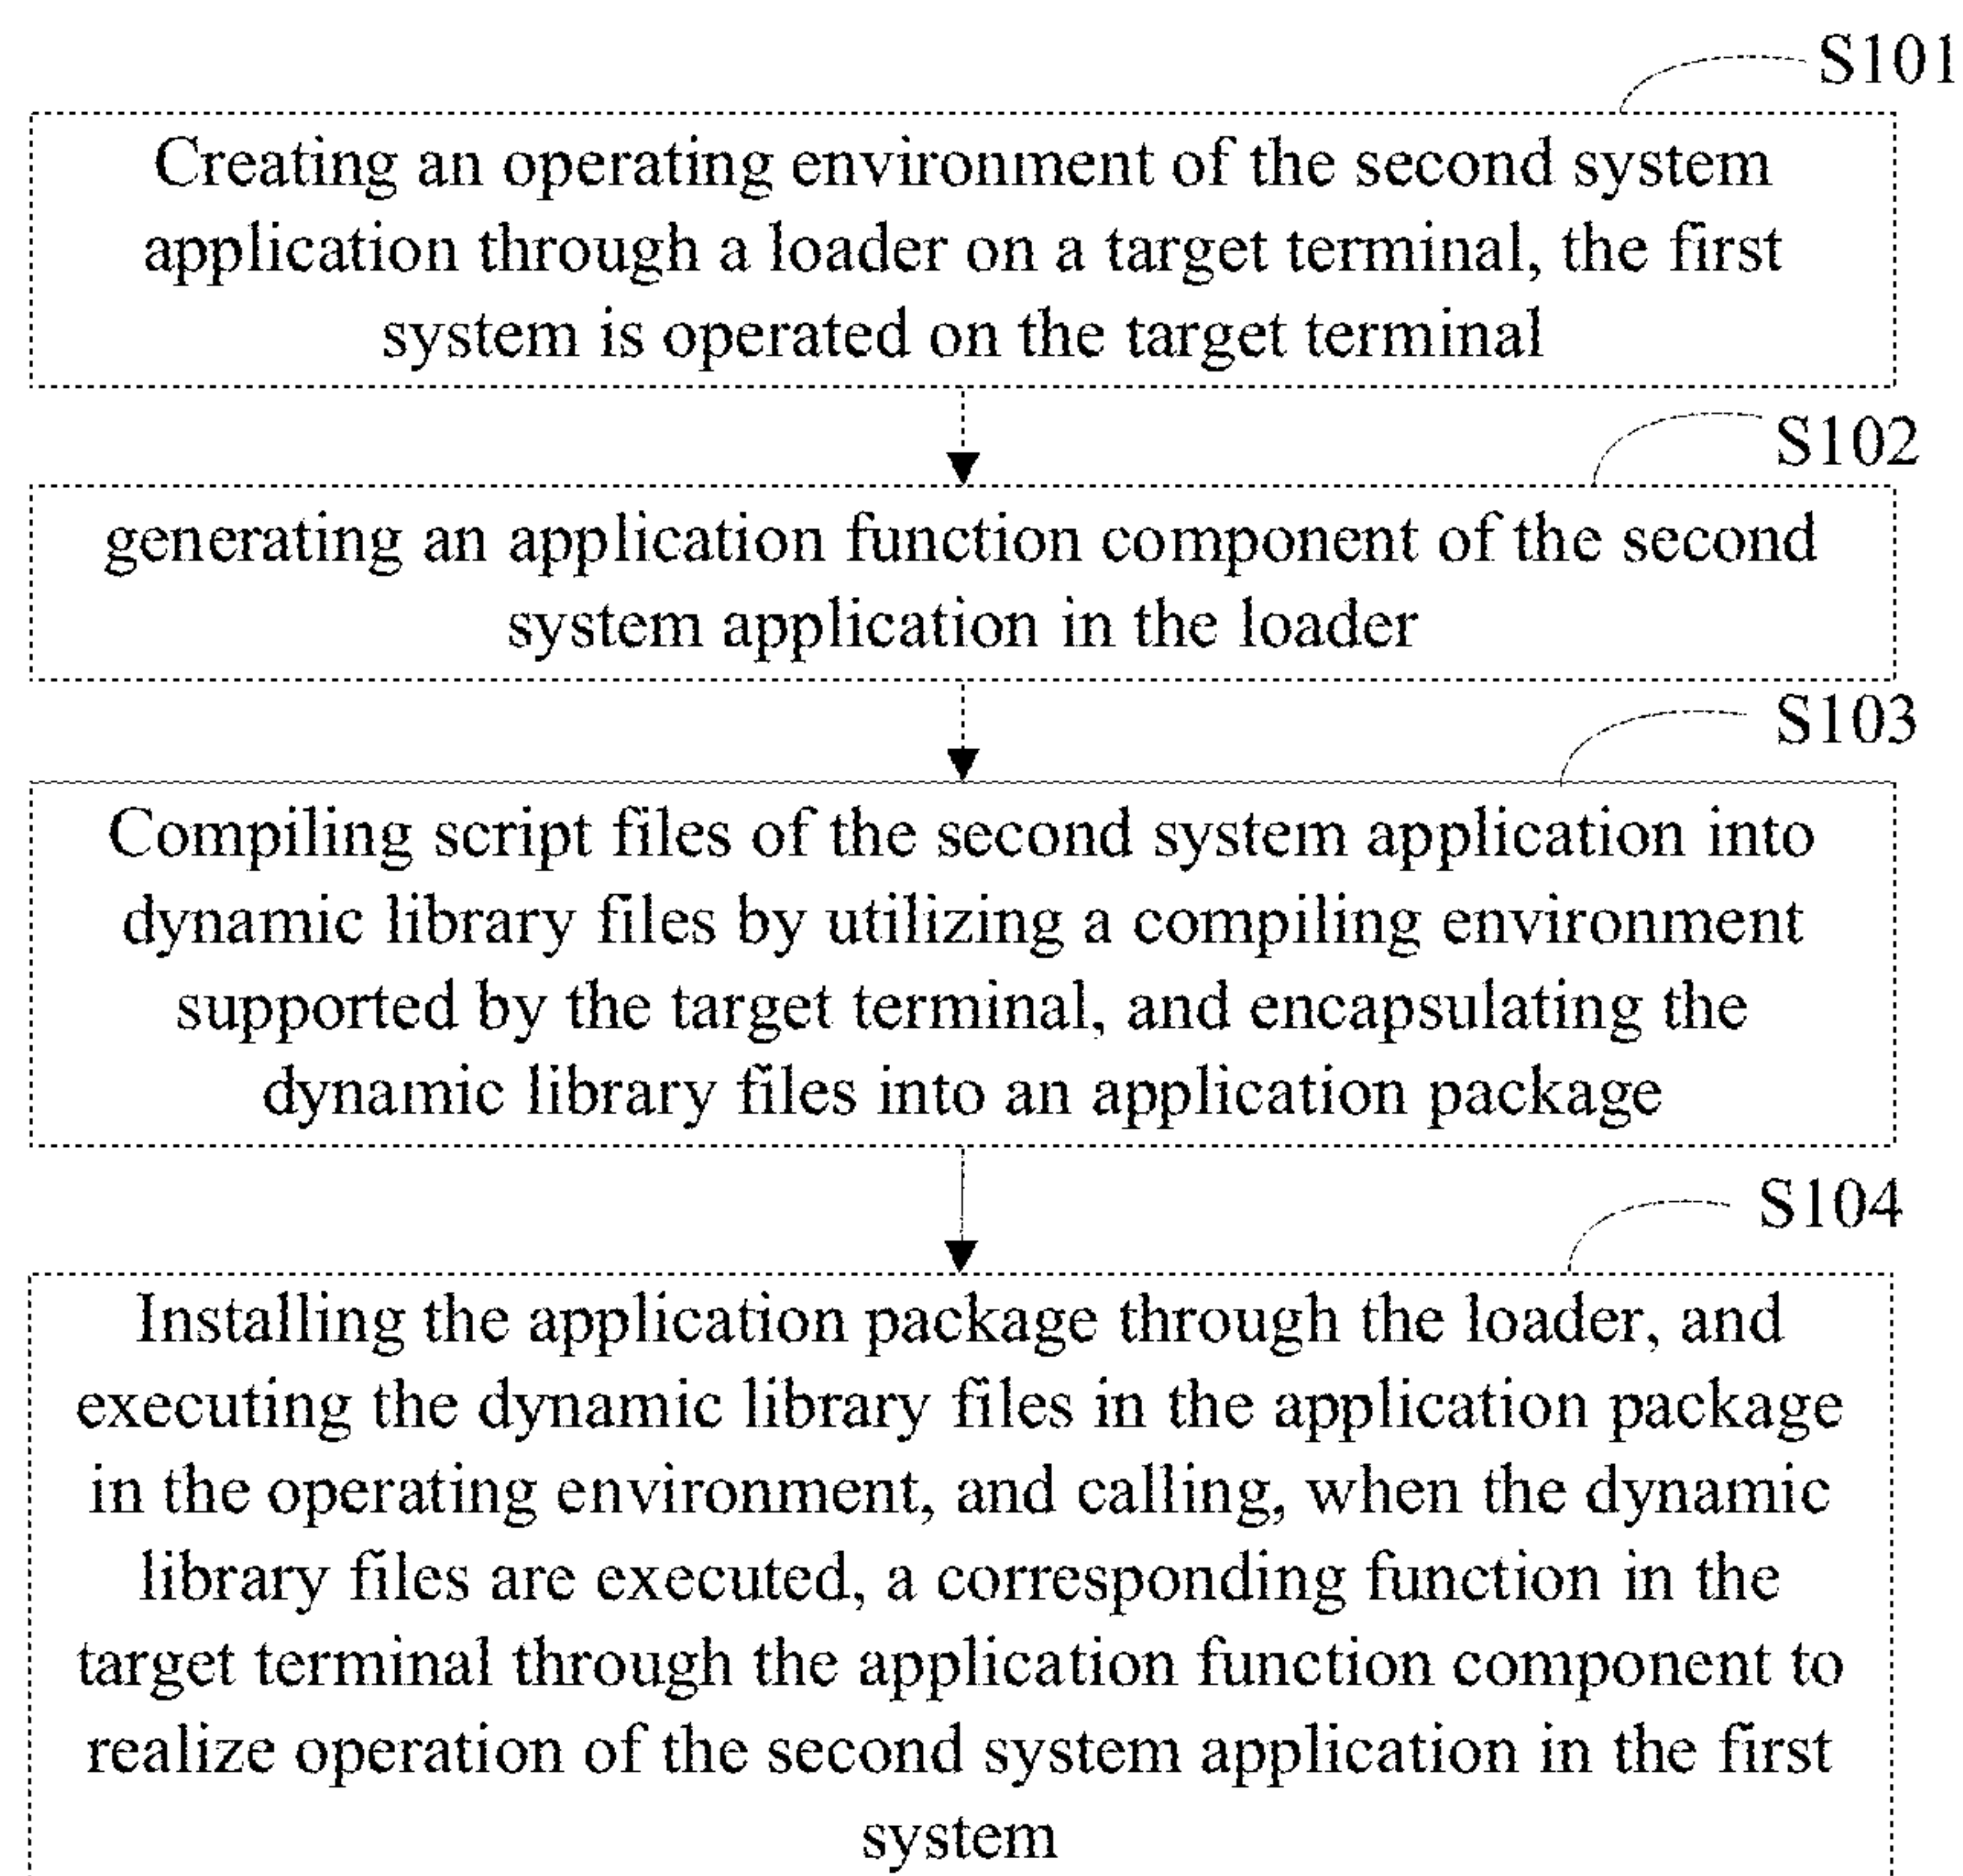 S101
Creating an operating environment of the second system
application through a loader on a target terminal, the first
system is operated on the target terminal
S102
generating an application function component of the second
system application in the loader
S103
Compiling script files of the second system application into
dynamic library files by utilizing a compiling environment
supported by the target terminal, and encapsulating the
dynamic library files into an application package
S104
Installing the application package through the loader, and
executing the dynamic library files in the application package
in the operating environment, and calling, when the dynamic
library files are executed, a corresponding function in the
target terminal through the application function component to
realize operation of the second system application in the first
system